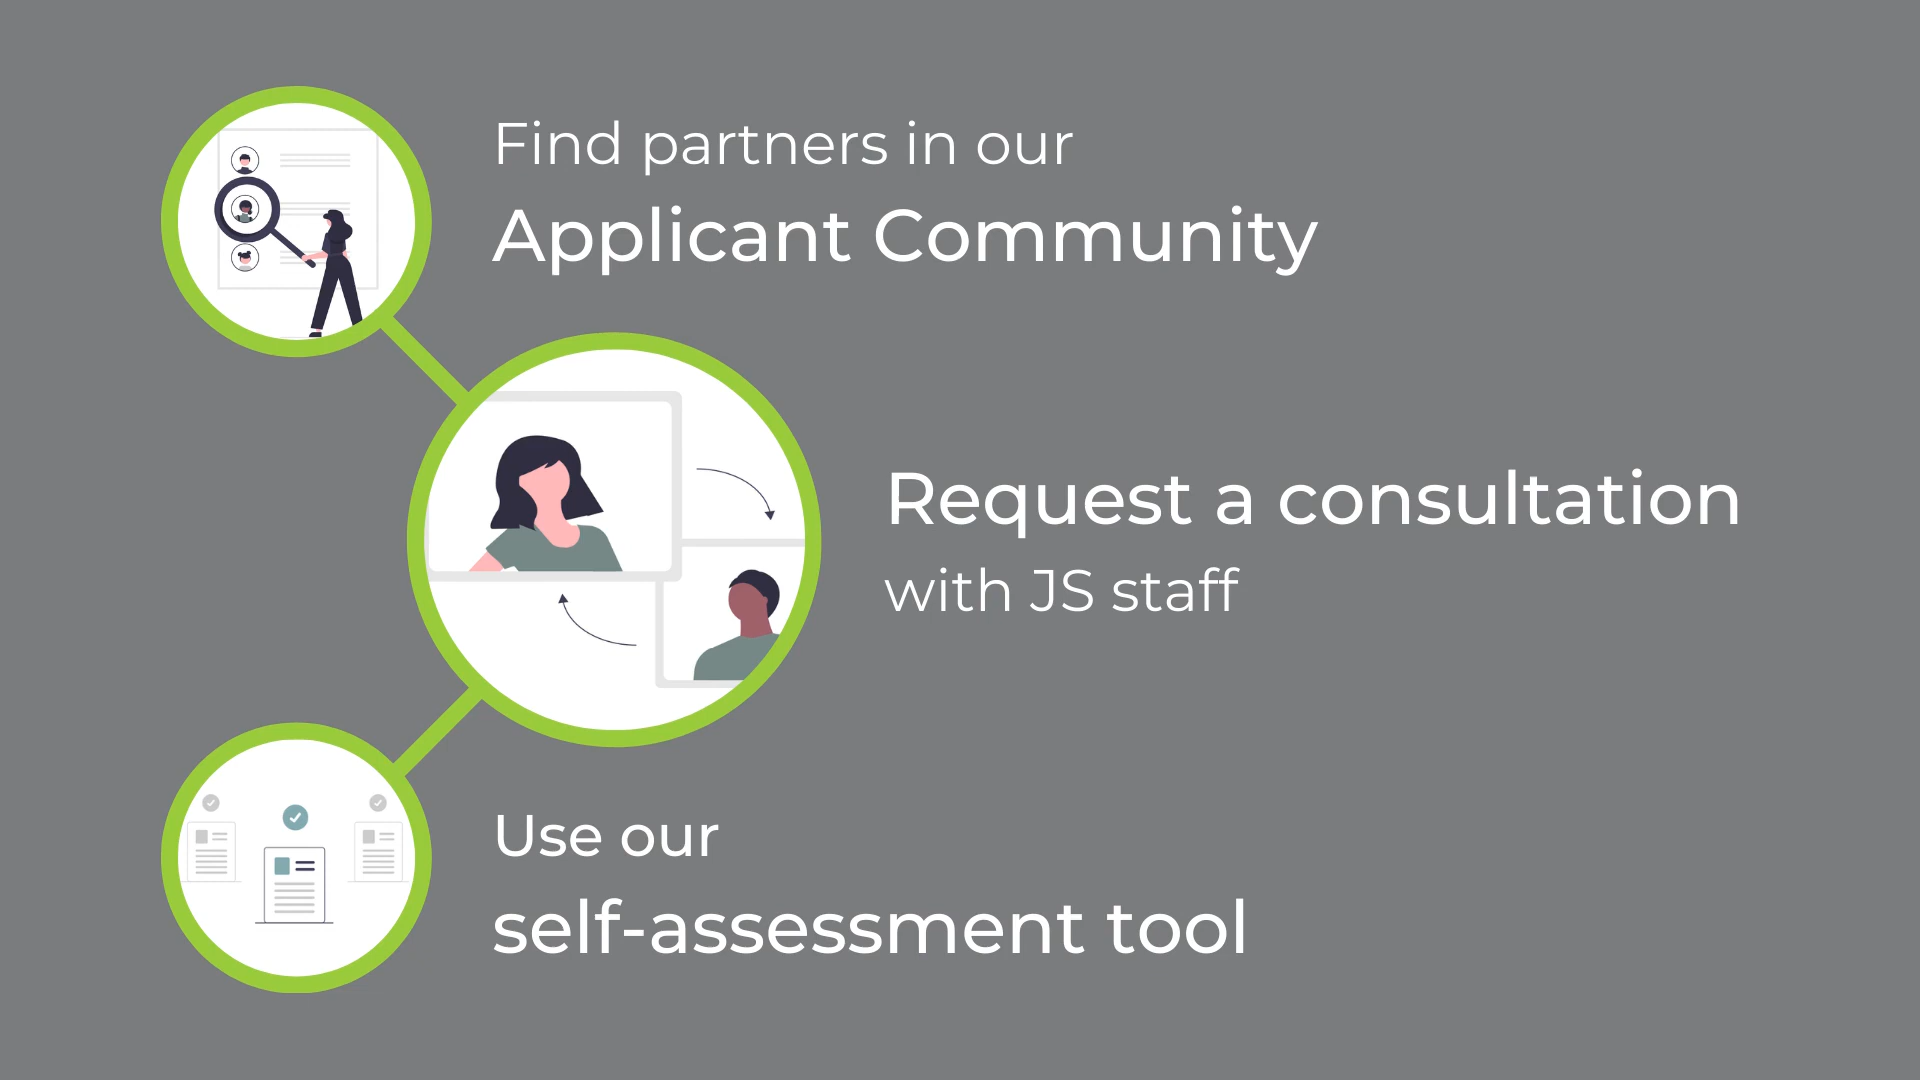 Find partners in our
Applicant Community
Request a consultation
with JS staff
Use our
self-assessment tool